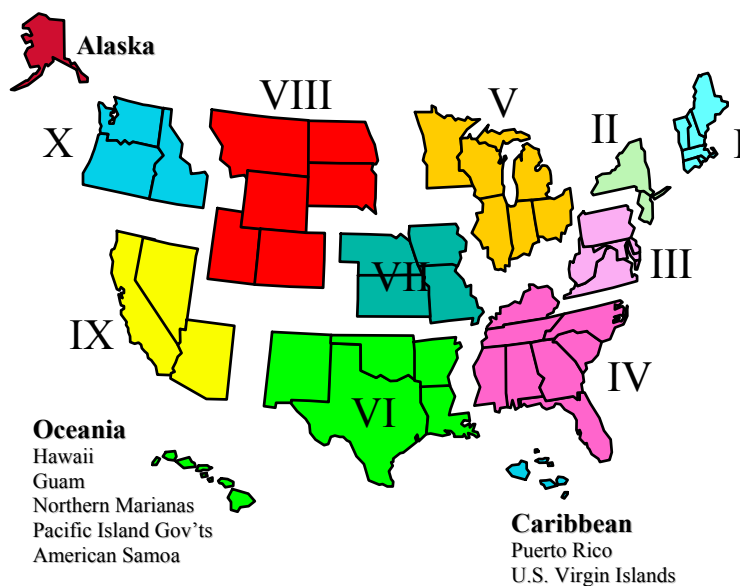 Alaska
VIII
V
X
II
I
VII
III
IX
IV
VI
Oceania
Hawaii
Guam
Northern Marianas
Pacific Island Gov'ts
American Samoa
Caribbean
Puerto Rico
U.S. Virgin Islands